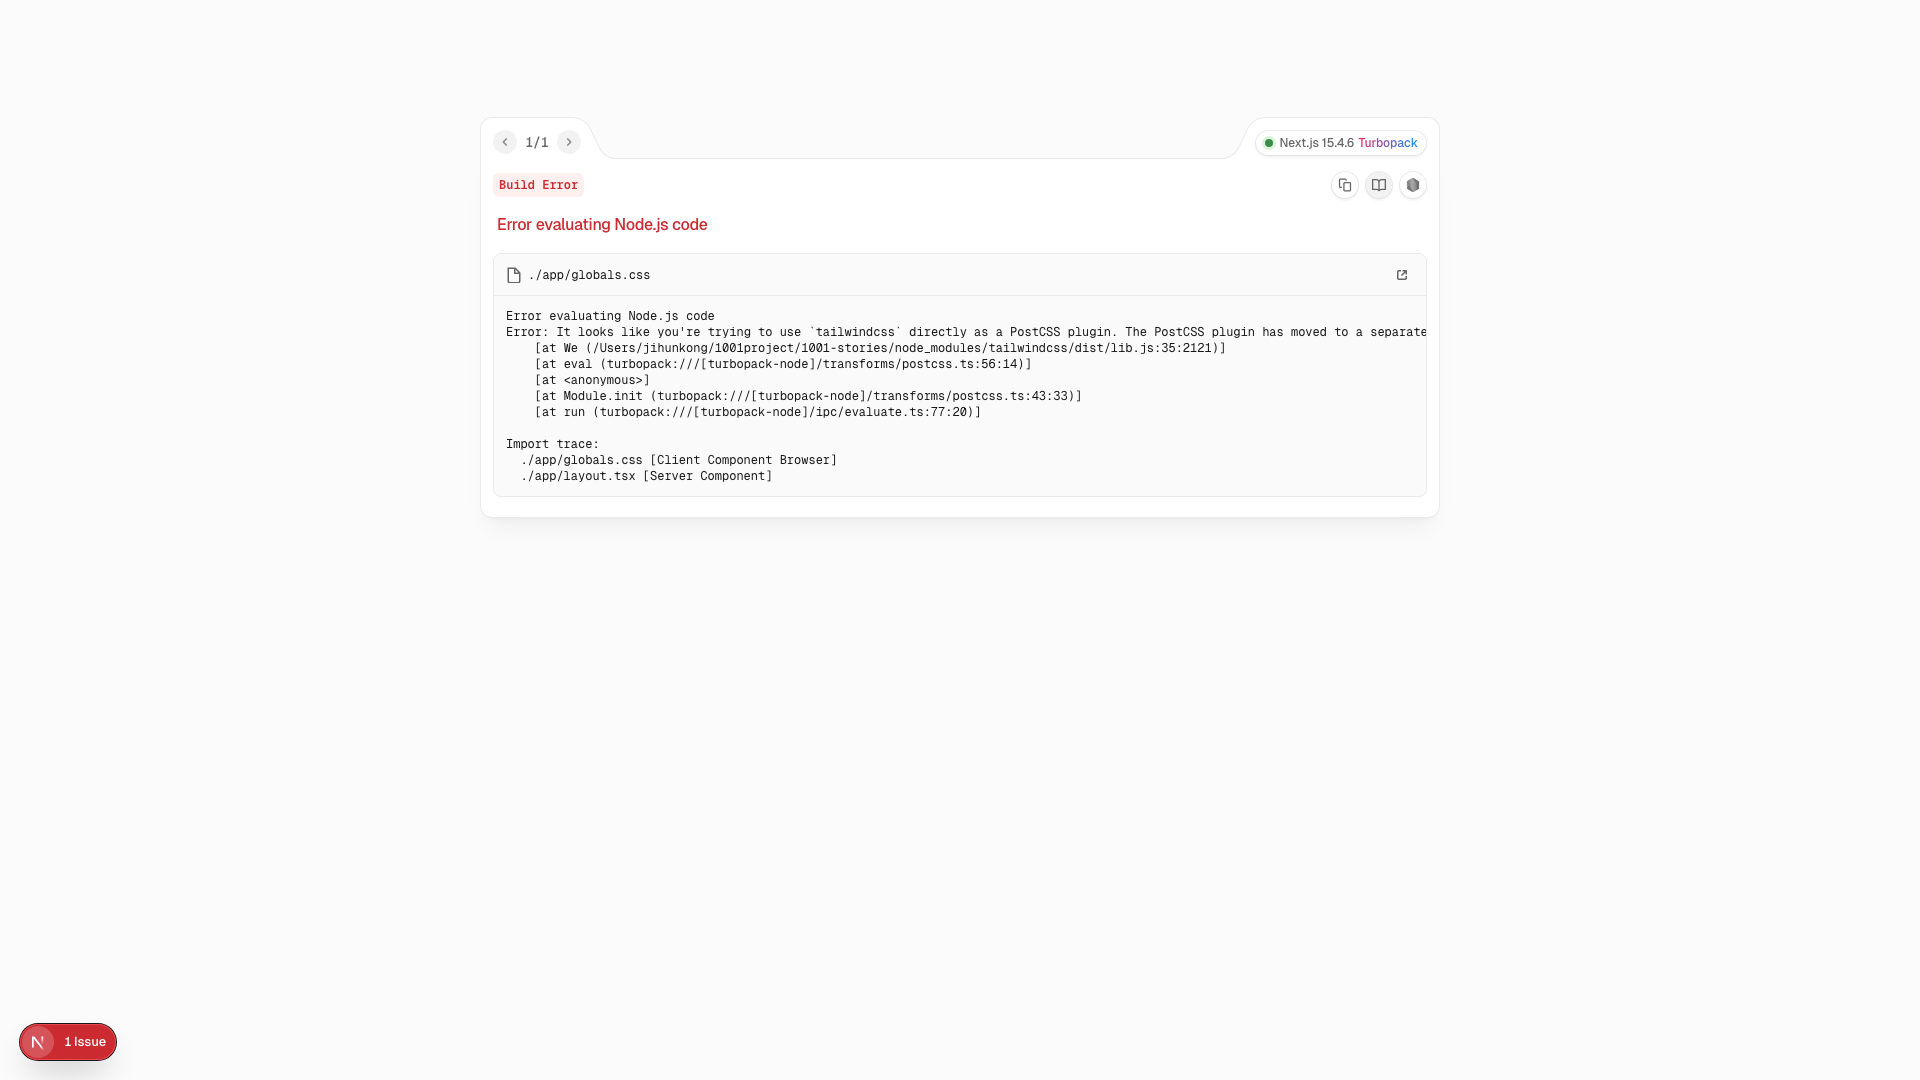 1/1
Next.js 15.4.6 Turbopack
Build Error
Error evaluating Node.js code
./app/globals.css
Error evaluating Node.js code
Error: It looks like you're trying to use `tailwindcss` directly as a PostCSS plugin. The PostCSS plugin has moved to a separate
[at We (/Users/jihunkong/1001project/1001-stories/node_modules/tailwindcss/dist/lib.js:35:2121)]
[at eval (turbopack:///[turbopack-node]/transforms/postcss.ts:56:14)]
[at <anonymous>]
[at Module.init (turbopack:///[turbopack-node]/transforms/postcss.ts:43:33)]
[at run (turbopack:///[turbopack-node]/ipc/evaluate.ts:77:20)]
Import trace:
./app/globals.css [Client Component Browser]
./app/layout.tsx [Server Component]
N 1 Issue